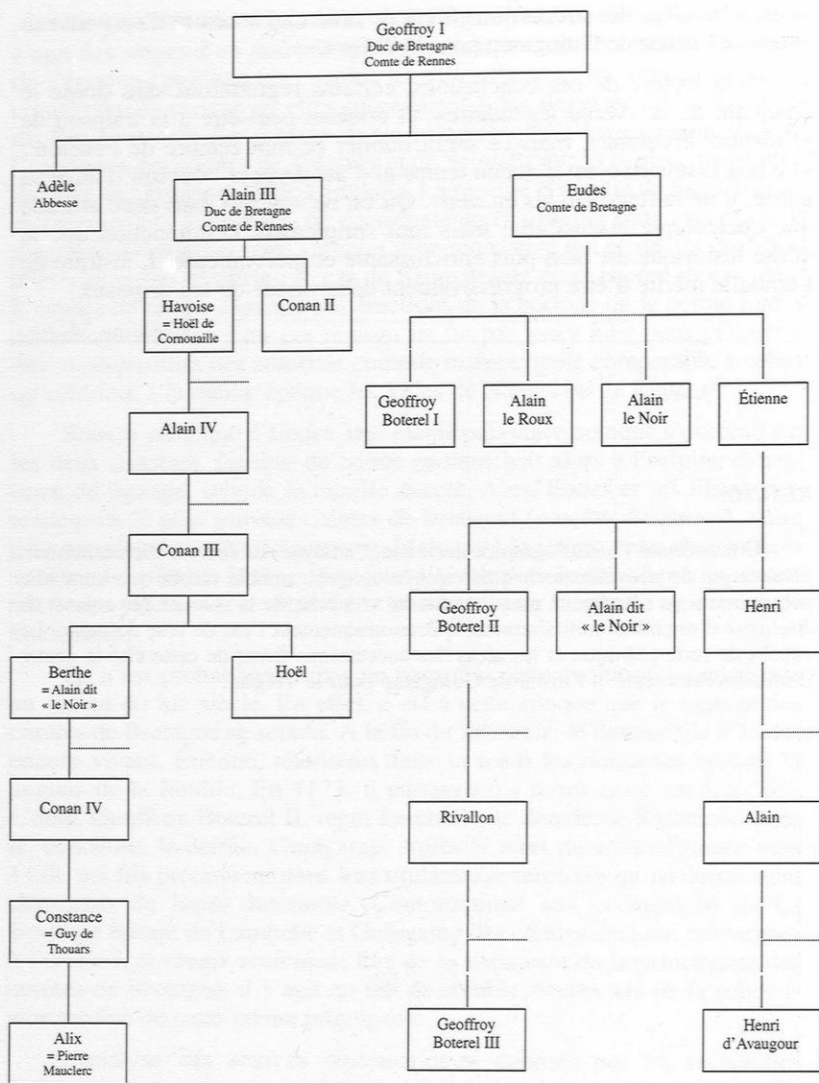 Geoffroy I
Duc de Bretagne
Comte de Rennes
Adèle
Abbesse
Alain III
Duc de Bretagne
Comte de Rennes
Eudes
Comte de Bretagne
Havoise
= Hoël de
Cornouaille
Conan II
Geoffroy
Boterel I
Alain
le Roux
Alain
le Noir
Étienne
Alain IV
Conan III
Geoffroy
Boterel II
Alain dit
« le Noir »
Henri
Berthe
= Alain dit
« le Noir »
Hoël
Conan IV
Rivallon
Alain
Constance
= Guy de
Thouars
Alix
= Pierre
Mauclerc
Geoffroy
Boterel III
Henri
d'Avaugour